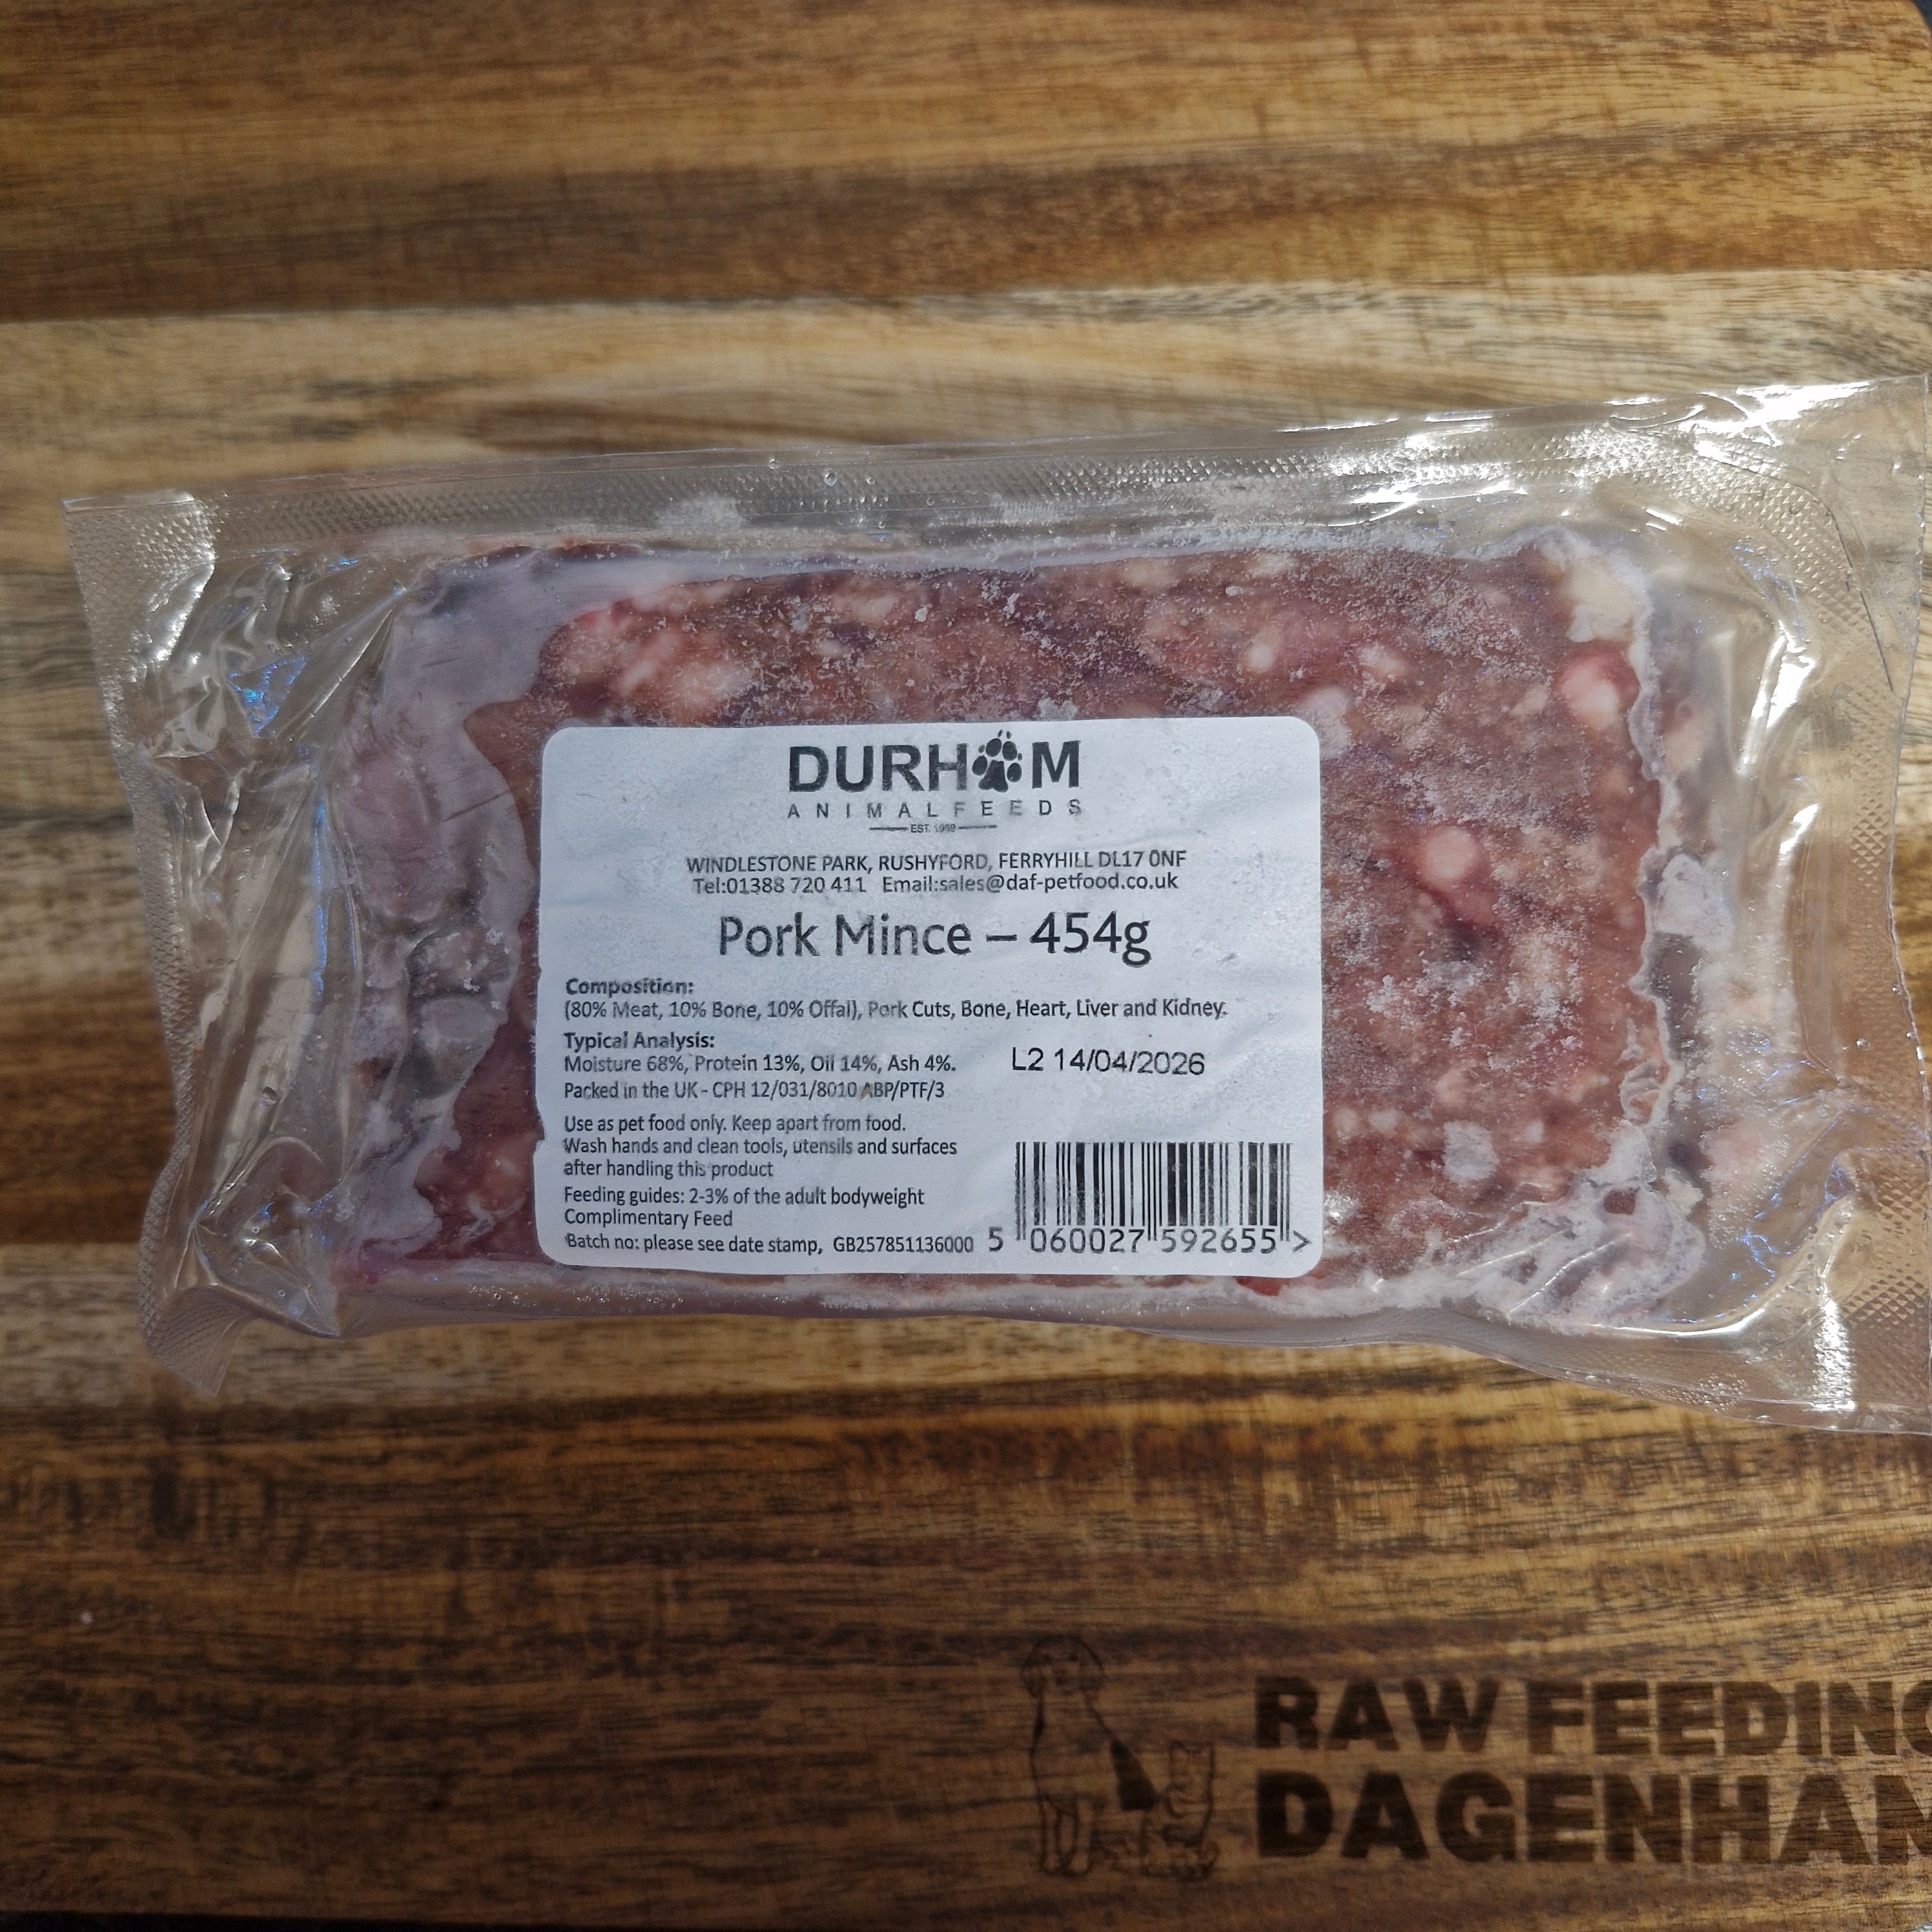 DURHAM
ANIMAL FEEDS
EST. 1959
WINDLESTONE PARK, RUSHYFORD, FERRYHILL DL17 0NF
Tel:01388 720 411 Email:sales@daf-petfood.co.uk
Pork Mince – 454g
Composition:
(80% Meat, 10% Bone, 10% Offal), Pork Cuts, Bone, Heart, Liver and Kidney.
Typical Analysis:
Moisture 68%, Protein 13%, Oil 14%, Ash 4%.
L2 14/04/2026
Packed in the UK - CPH 12/031/8010 ABP/PTF/3
Use as pet food only. Keep apart from food.
Wash hands and clean tools, utensils and surfaces
after handling this product
Feeding guides: 2-3% of the adult bodyweight
Complimentary Feed
Batch no: please see date stamp, GB257851136000
5 060027 592655 >
RAW FEEDING
DAGENHAM